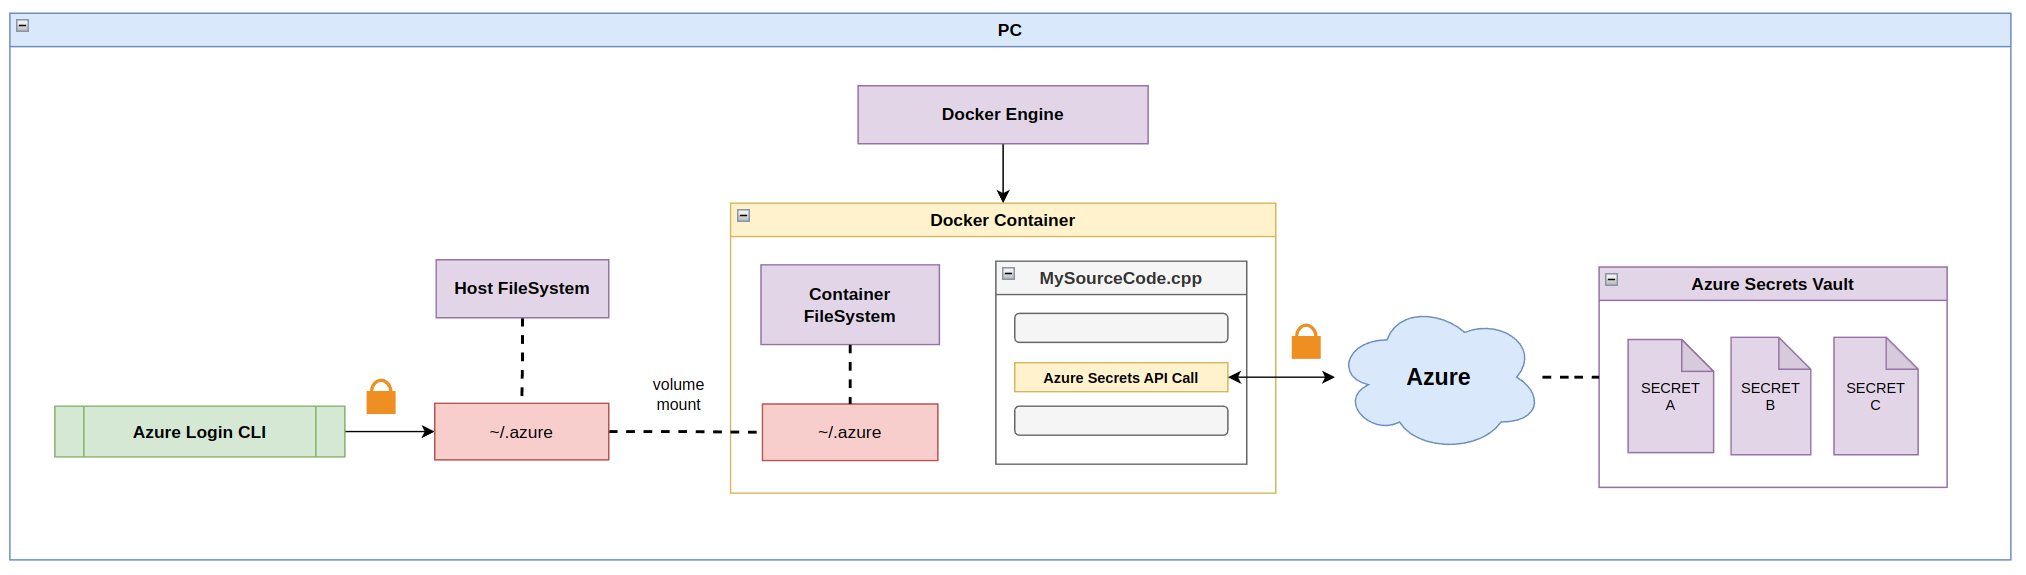 PC
Docker Engine
Docker Container
Host FileSystem
Container
FileSystem
MySourceCode.cpp
Azure Secrets Vault
volume
mount
Azure Login CLI
~/.azure
~/.azure
Azure Secrets API Call
Azure
SECRET
A
SECRET
B
SECRET
C